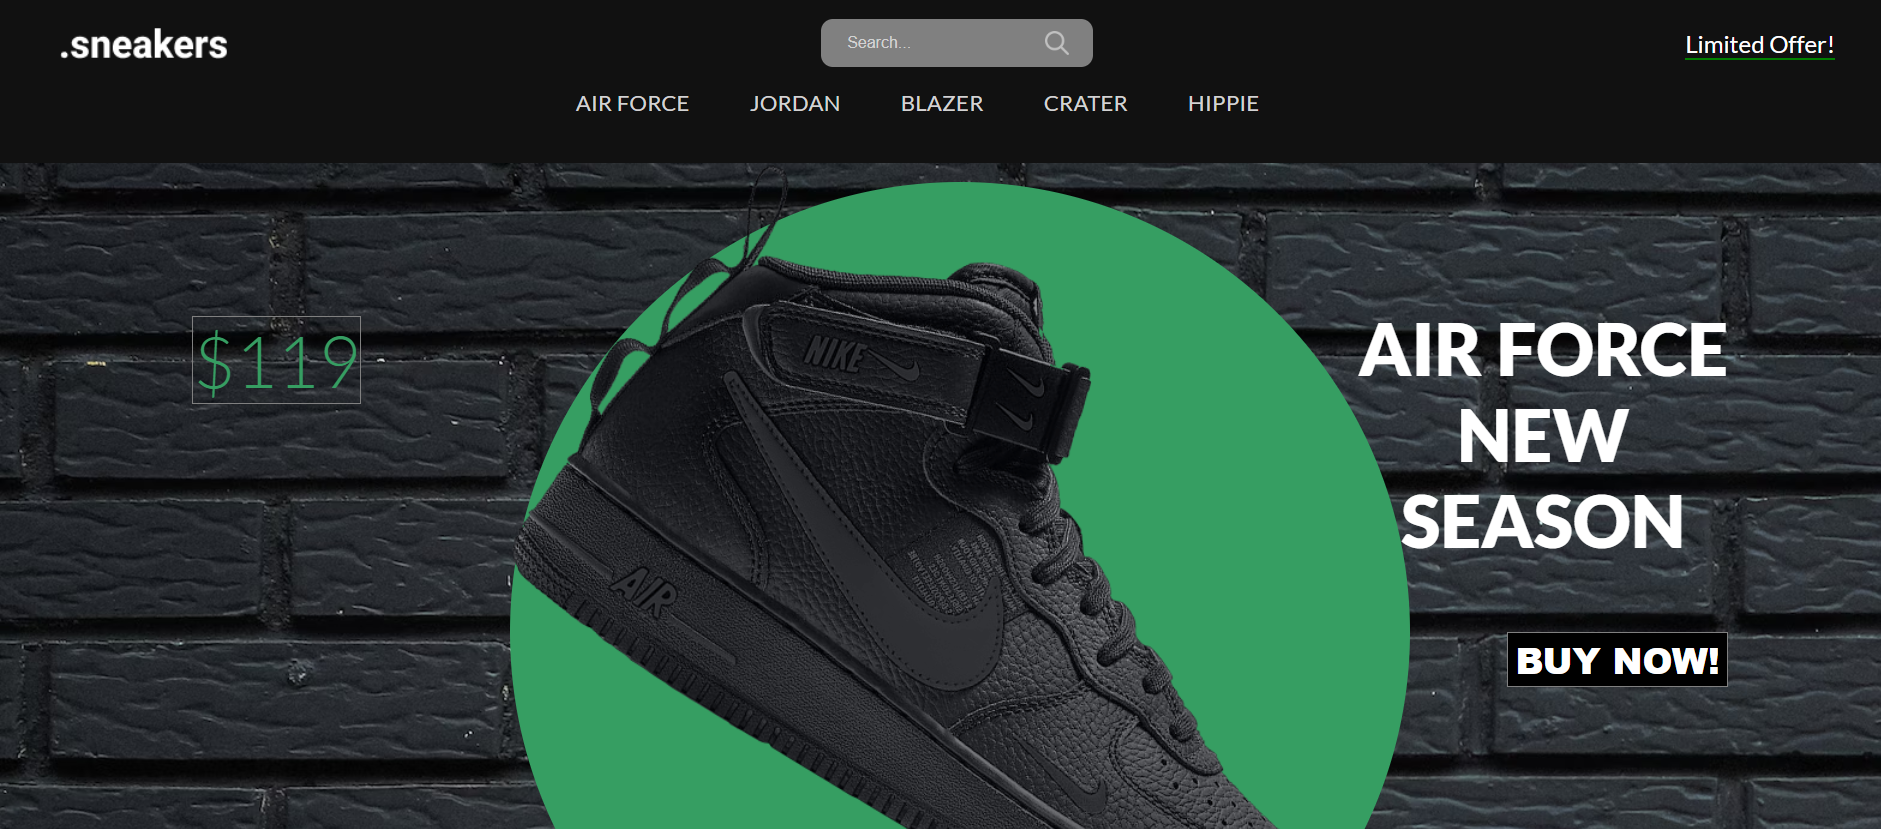 .sneakers
Search...
Limited Offer!
AIR FORCE
JORDAN
BLAZER
CRATER
HIPPIE
$119
AIR FORCE
NEW
SEASON
BUY NOW!
NIKE
AIR